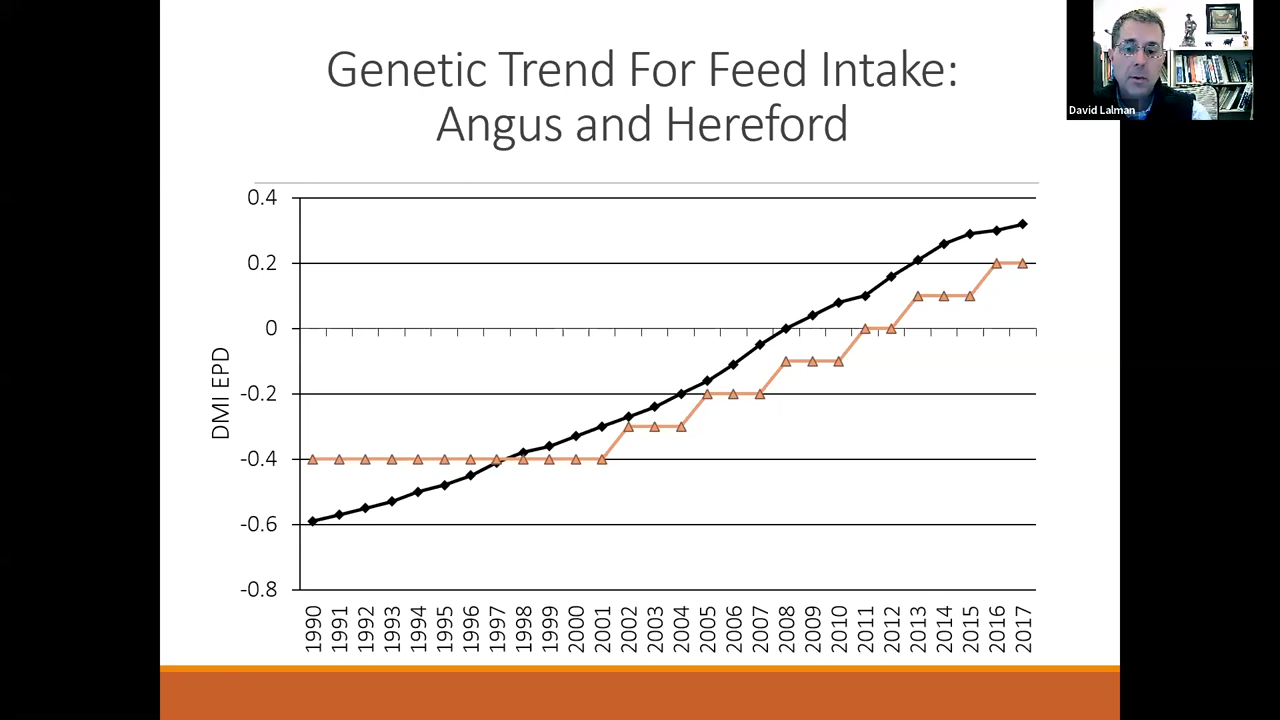 Genetic Trend For Feed Intake:
Angus and Hereford
David Lalman
0.4
0.2
0
-0.2
-0.4
-0.6
-0.8
DMI EPD
1990 1991 1992 1993 1994 1995 1996 1997 1998 1999 2000 2001 2002 2003 2004 2005 2006 2007 2008 2009 2010 2011 2012 2013 2014 2015 2016 2017